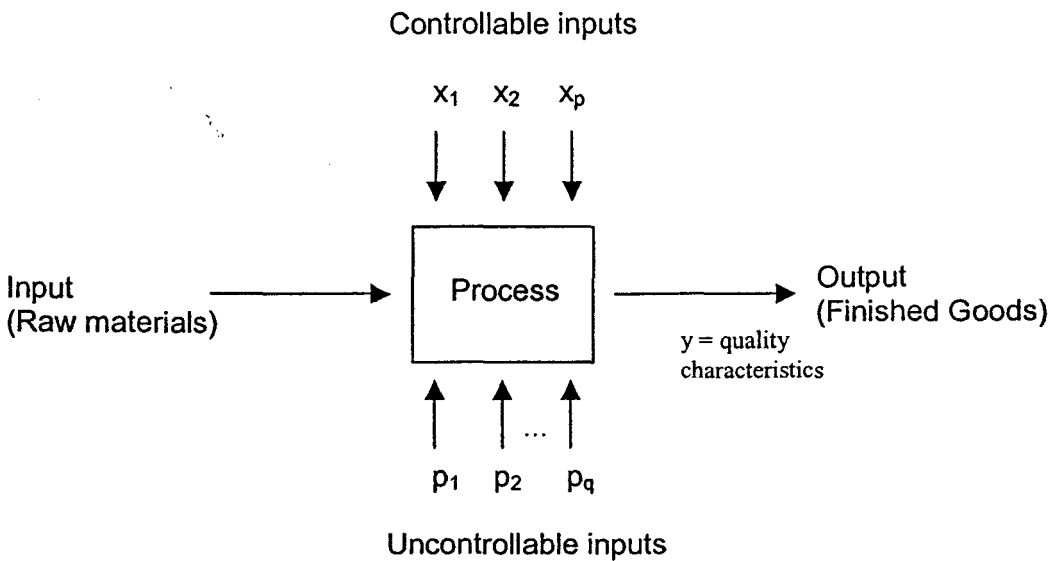 Controllable inputs
x1 x2 xp
Input
(Raw materials)
Process
Output
(Finished Goods)
y = quality
characteristics
...
p1 p2 pq
Uncontrollable inputs